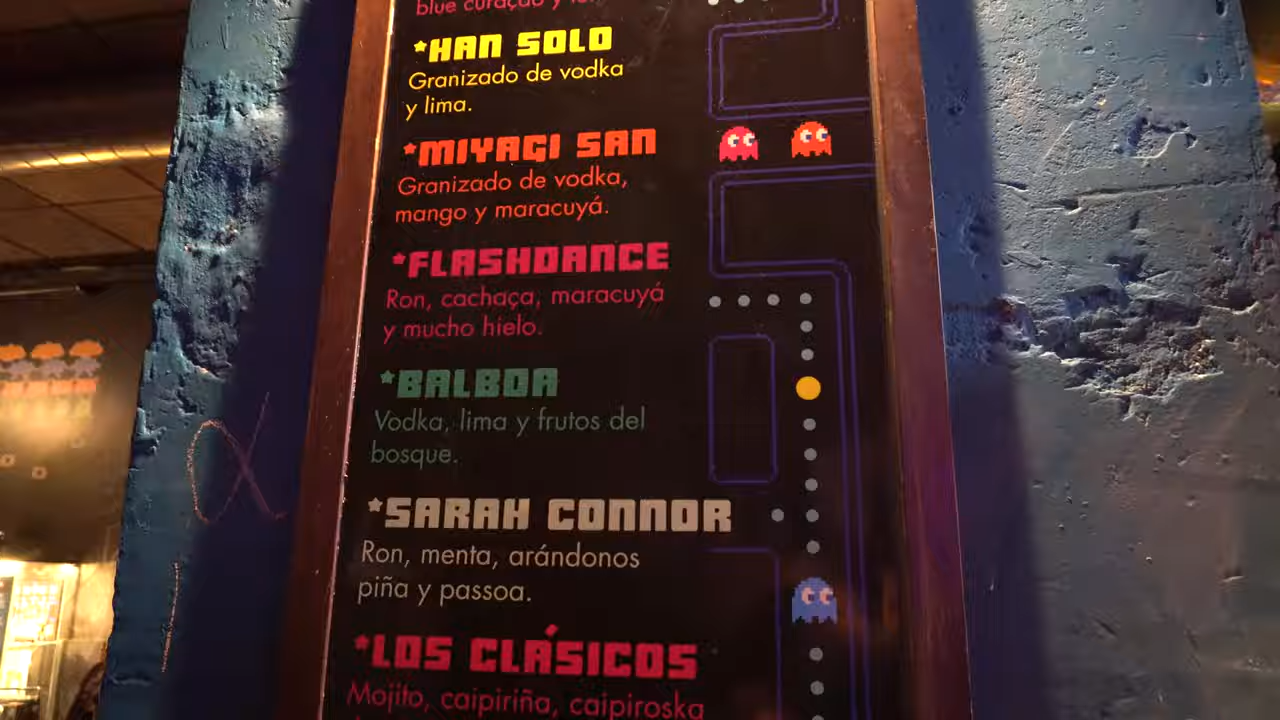 blue curaçao y
*HAN SOLO
Granizado de vodka
y lima.
*MIYAGI SAN
Granizado de vodka,
mango y maracuyá.
*FLASHDANCE
Ron, cachaça, maracuyá
y mucho hielo.
*BALBOA
Vodka, lima y frutos del
bosque.
*SARAH CONNOR
Ron, menta, arándonos
piña y passoa.
*LOS CLÁSICOS
Mojito, caipiriña, caipiroska